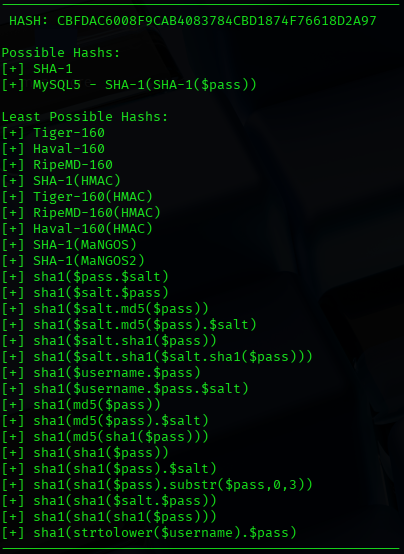 HASH: CBFDAC6008F9CAB4083784CBD1874F76618D2A97
Possible Hashs:
[+] SHA-1
[+] MySQL5 - SHA-1(SHA-1($pass))
Least Possible Hashs:
[+] Tiger-160
[+] Haval-160
[+] RipeMD-160
[+] SHA-1(HMAC)
[+] Tiger-160(HMAC)
[+] RipeMD-160(HMAC)
[+] Haval-160(HMAC)
[+] SHA-1(MaNGOS)
[+] SHA-1(MaNGOS2)
[+] sha1($pass.$salt)
[+] sha1($salt.$pass)
[+] sha1($salt.md5($pass))
[+] sha1($salt.md5($pass).$salt)
[+] sha1($salt.sha1($pass))
[+] sha1($salt.sha1($salt.sha1($pass)))
[+] sha1($username.$pass)
[+] sha1($username.$pass.$salt)
[+] sha1(md5($pass))
[+] sha1(md5($pass).$salt)
[+] sha1(md5(sha1($pass)))
[+] sha1(sha1($pass))
[+] sha1(sha1($pass).$salt)
[+] sha1(sha1($pass).substr($pass,0,3))
[+] sha1(sha1($salt.$pass))
[+] sha1(sha1(sha1($pass)))
[+] sha1(strtolower($username).$pass)